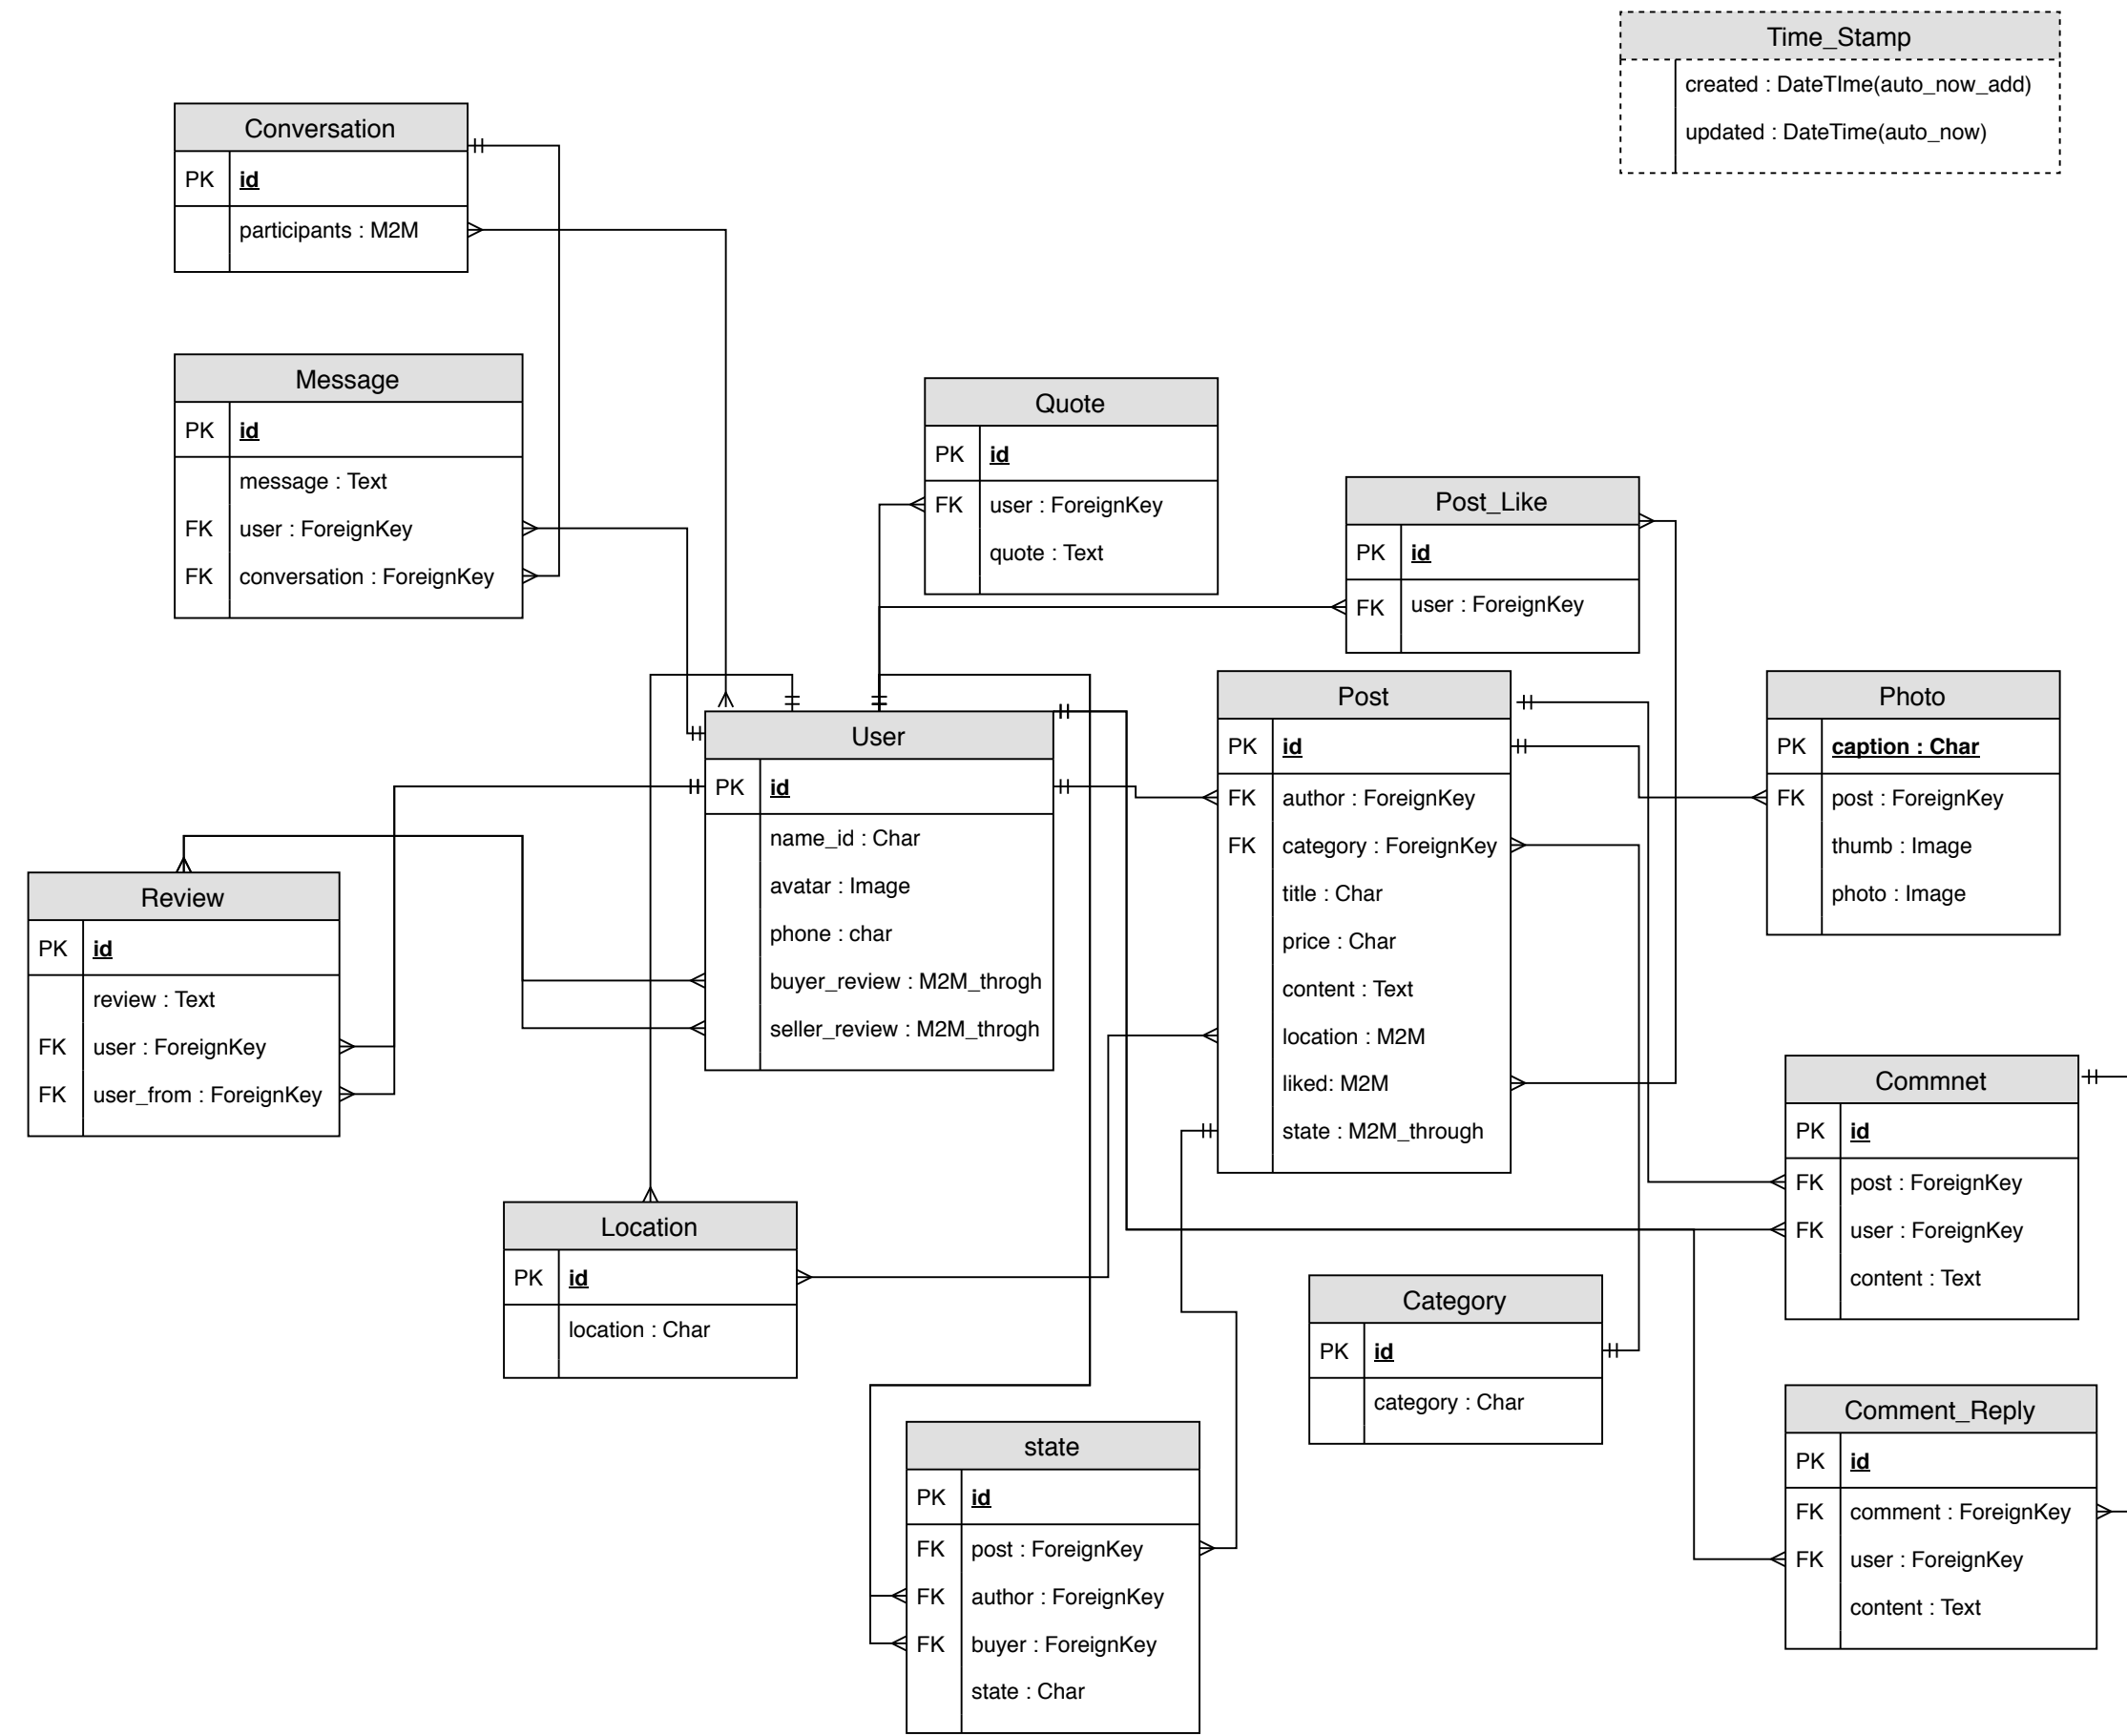 Time_Stamp
created : DateTIme(auto_now_add)
updated : DateTime(auto_now)
Conversation
PK id
participants : M2M
Message
PK id
message : Text
FK user : ForeignKey
FK conversation : ForeignKey
Quote
PK id
FK user : ForeignKey
quote : Text
Post_Like
PK id
FK user : ForeignKey
User
PK id
name_id : Char
avatar : Image
phone : char
buyer_review : M2M_throgh
seller_review : M2M_throgh
Post
PK id
FK author : ForeignKey
FK category : ForeignKey
title : Char
price : Char
content : Text
location : M2M
liked: M2M
state : M2M_through
Photo
PK caption : Char
FK post : ForeignKey
thumb : Image
photo : Image
Review
PK id
review : Text
FK user : ForeignKey
FK user_from : ForeignKey
Commnet
PK id
FK post : ForeignKey
FK user : ForeignKey
content : Text
Location
PK id
location : Char
Category
PK id
category : Char
Comment_Reply
PK id
FK comment : ForeignKey
FK user : ForeignKey
content : Text
state
PK id
FK post : ForeignKey
FK author : ForeignKey
FK buyer : ForeignKey
state : Char